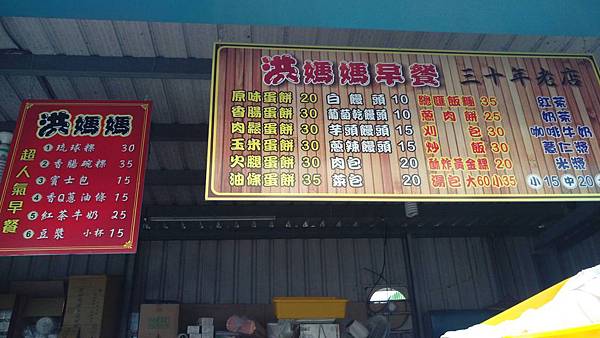 洪媽媽
超人氣早餐
①琉球粿 30
②香腸碗粿 35
③賓士包 15
④香Q蔥油條 15
⑤紅茶牛奶 25
⑥豆漿 小杯15
洪媽媽早餐 三十年老店
原味蛋餅 20 白饅頭 10 飯糰 35 紅茶
香腸蛋餅 30 葡萄乾饅頭 10 蔥肉餅 25 奶茶
肉鬆蛋餅 30 芋頭饅頭 15 刈包 30 咖啡牛奶
玉米蛋餅 30 蔥辣饅頭 15 炒飯 30 薏仁漿
火腿蛋餅 30 肉包 20 酥炸黃金粿 20 米漿
油條蛋餅 35 菜包 20 湯包 大60小35 小15中20